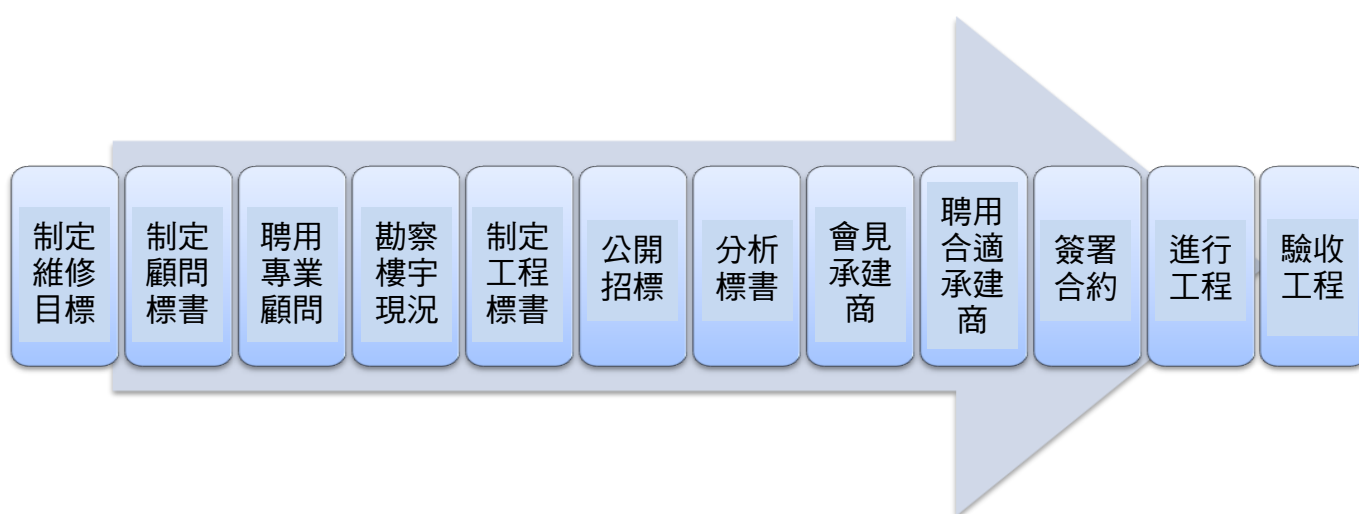 制定
維修
目標
制定
顧問
標書
聘用
專業
顧問
勘察
樓宇
現況
制定
工程
標書
公開
招標
分析
標書
會見
承建
商
聘用
合適
承建
商
簽署
合約
進行
工程
驗收
工程